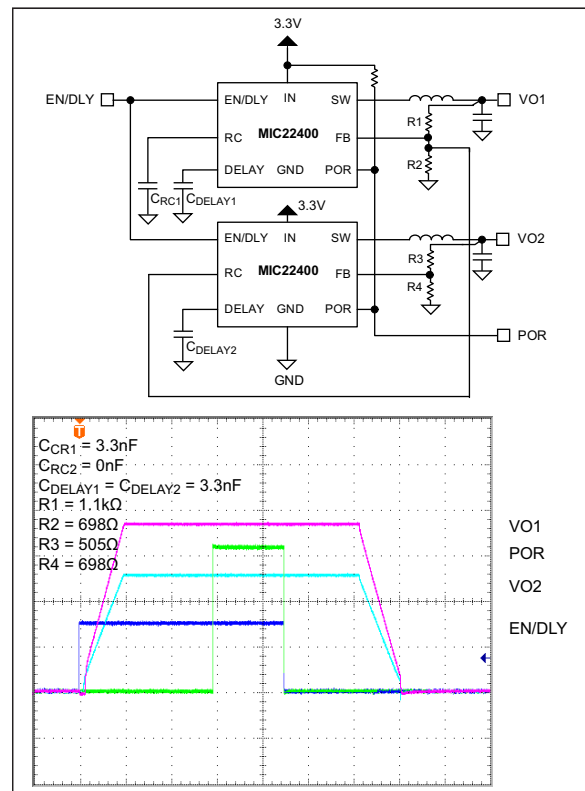 3.3V
EN/DLY
EN/DLY
IN
SW
VO1
R1
RC
MIC22400
FB
R2
DELAY
GND
POR
CRC1
CDELAY1
3.3V
EN/DLY
IN
SW
VO2
R3
RC
MIC22400
FB
R4
DELAY
GND
POR
POR
CDELAY2
GND
T
CCR1 = 3.3nF
CRC2 = 0nF
CDELAY1 = CDELAY2 = 3.3nF
R1 = 1.1kΩ
R2 = 698Ω
R3 = 505Ω
R4 = 698Ω
VO1
POR
VO2
EN/DLY